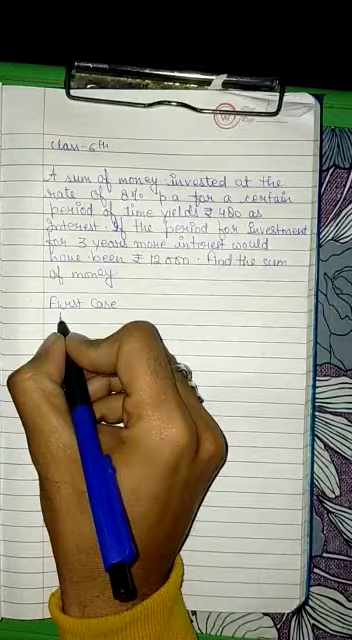 Class-6th
A sum of money invested at the
rate of 8% p a for a certain
period of time yields ₹ 480 as
Interest. If the period for Investment
for 3 years more interest would
have been ₹ 12000. Find the sum
of money.
First Case